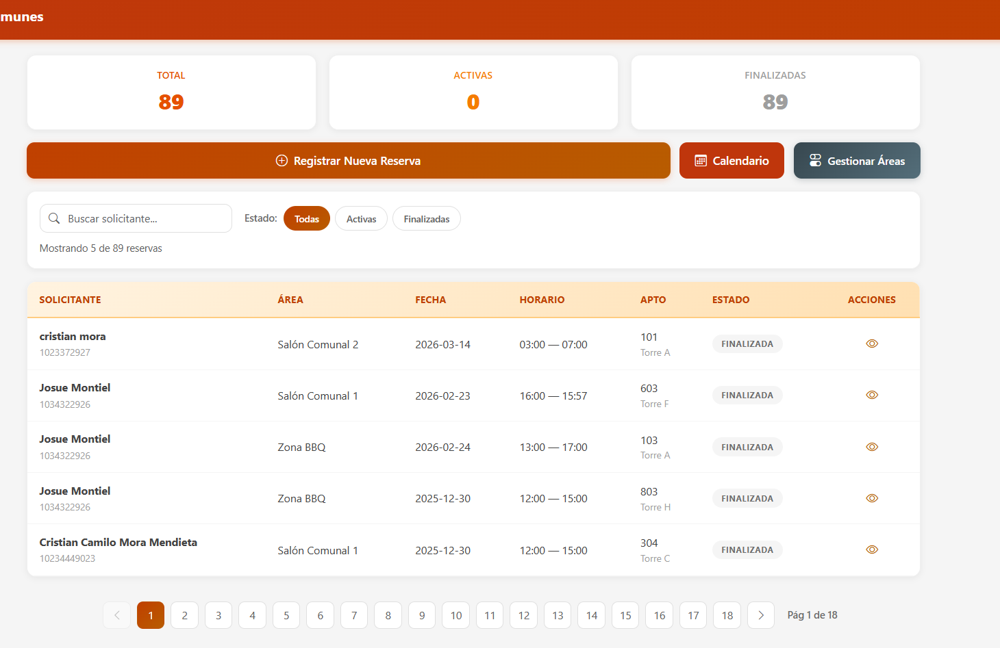 munes
TOTAL
89
ACTIVAS
0
FINALIZADAS
89
Registrar Nueva Reserva
Calendario
Gestionar Áreas
Buscar solicitante...
Estado: Todas Activas Finalizadas
Mostrando 5 de 89 reservas
SOLICITANTE ÁREA FECHA HORARIO APTO ESTADO ACCIONES
cristian mora
1023372927
Salón Comunal 2
2026-03-14
03:00 — 07:00
101
Torre A
FINALIZADA
Josue Montiel
1034322926
Salón Comunal 1
2026-02-23
16:00 — 15:57
603
Torre F
FINALIZADA
Josue Montiel
1034322926
Zona BBQ
2026-02-24
13:00 — 17:00
103
Torre A
FINALIZADA
Josue Montiel
1034322926
Zona BBQ
2025-12-30
12:00 — 15:00
803
Torre H
FINALIZADA
Cristian Camilo Mora Mendieta
10234449023
Salón Comunal 1
2025-12-30
12:00 — 15:00
304
Torre C
FINALIZADA
1 2 3 4 5 6 7 8 9 10 11 12 13 14 15 16 17 18 Pág 1 de 18